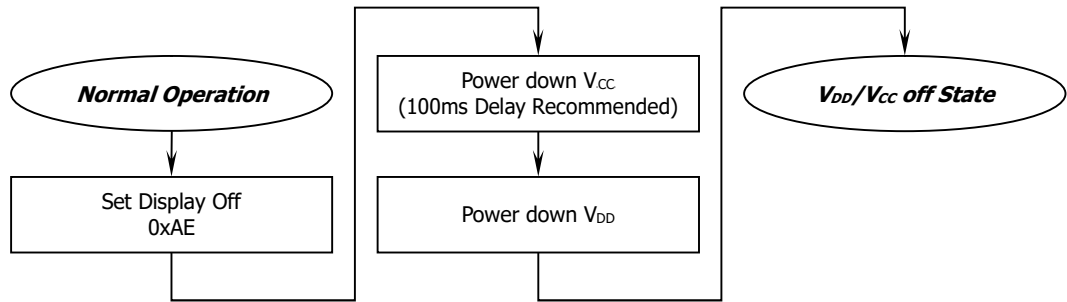 Normal Operation
Set Display Off
0xAE
Power down VCC
(100ms Delay Recommended)
Power down VDD
VDD/VCC off State